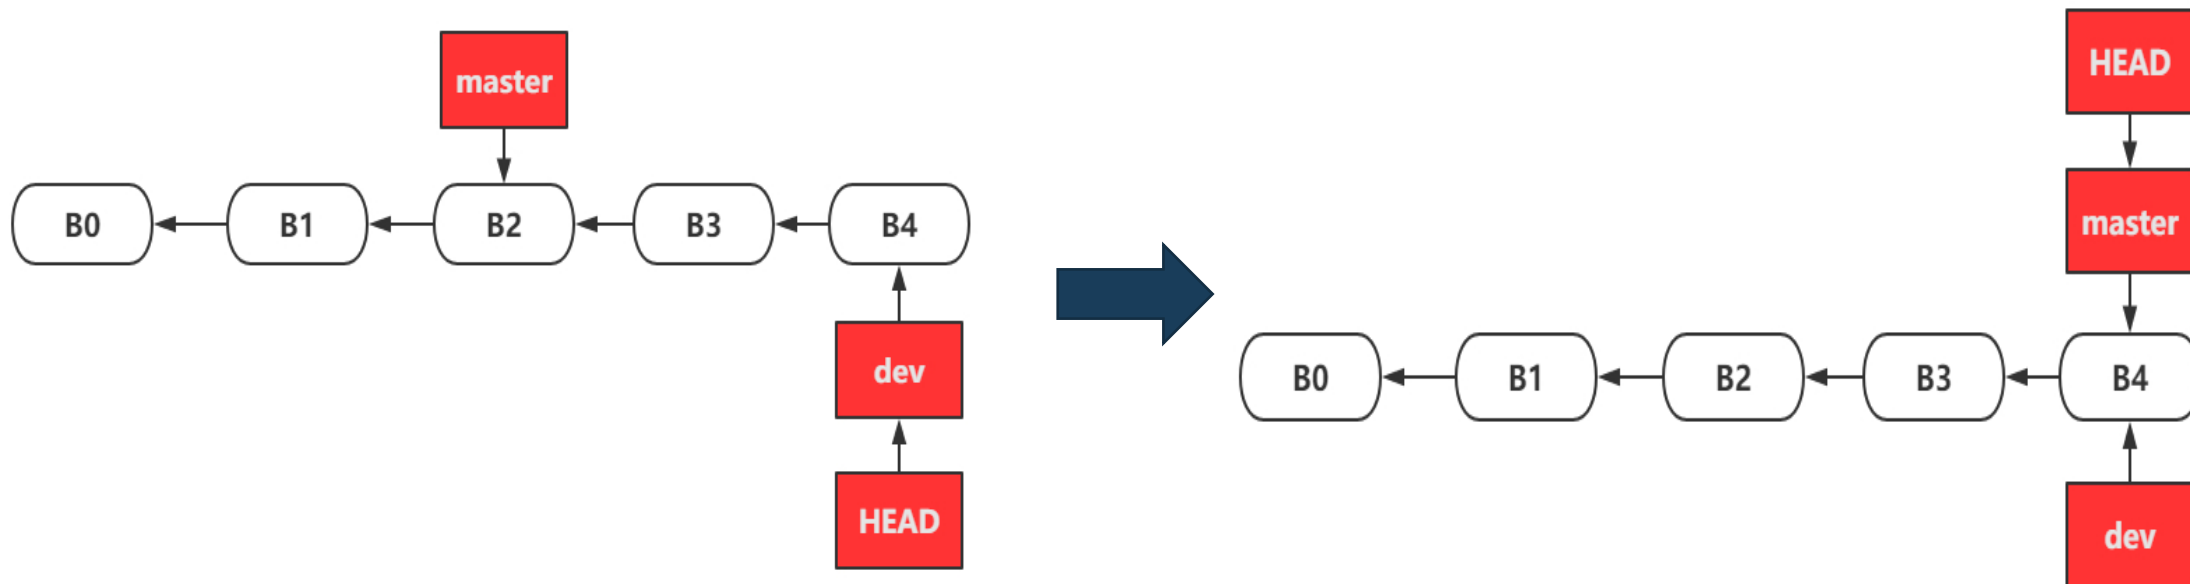 master
B0 B1 B2 B3 B4
dev
HEAD
HEAD
master
B0 B1 B2 B3 B4
dev